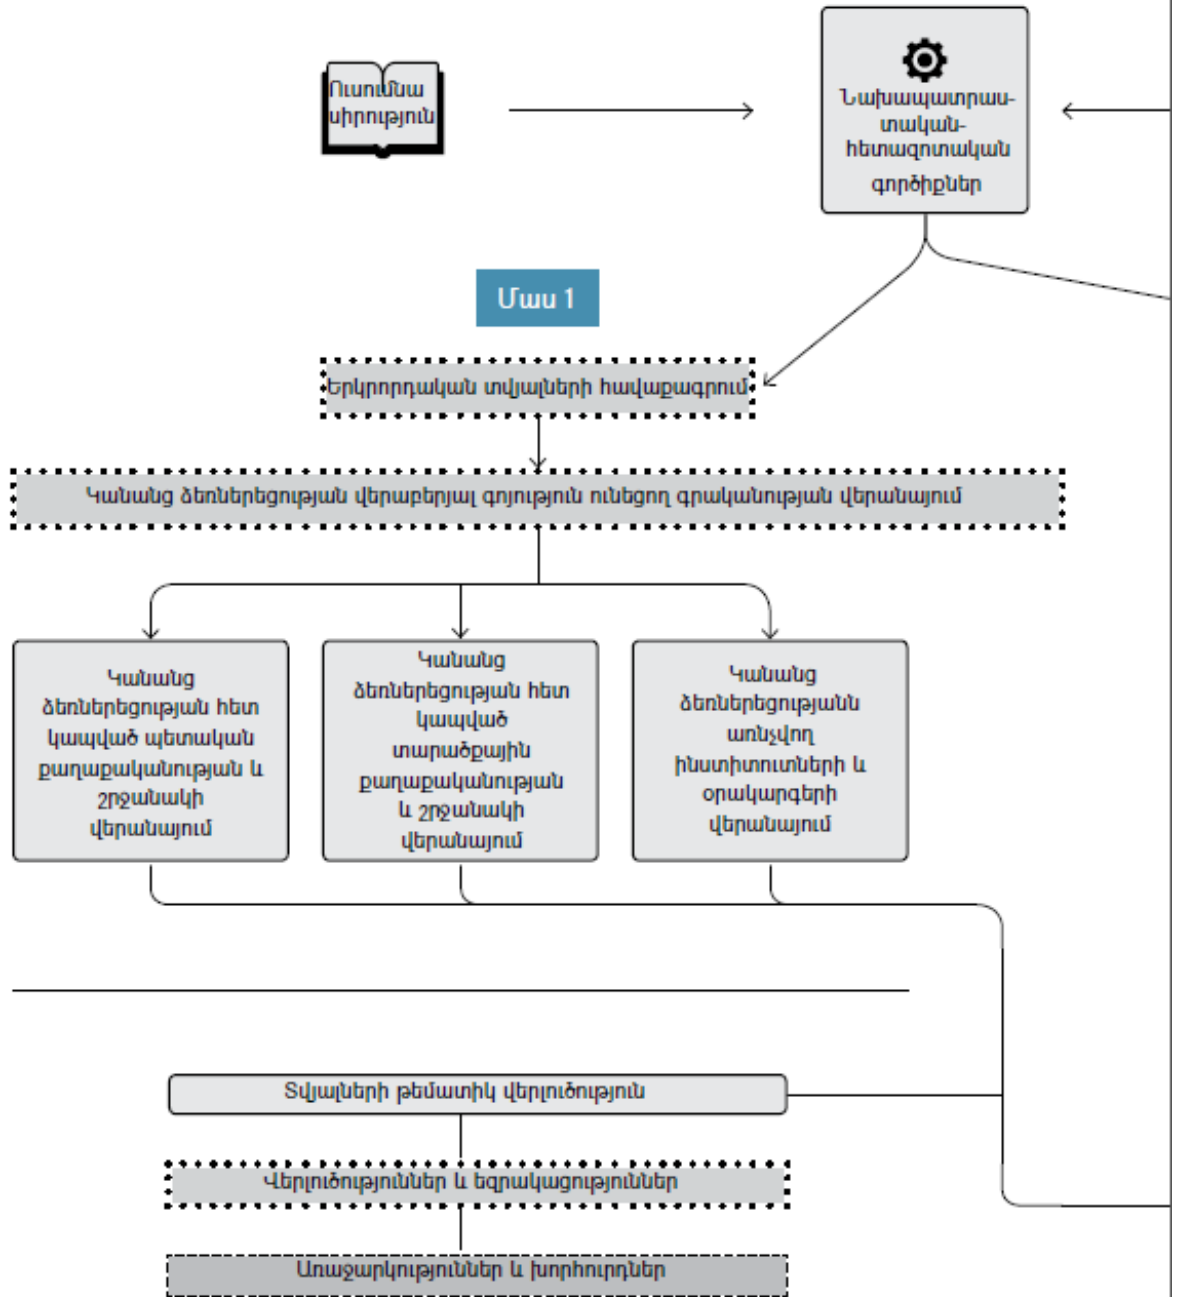 Ուսումնա
սիրություն
Նախապատրաս-
տական-
հետազոտական
գործիքներ
Մաս 1
Երկրորդական տվյալների հավաքագրում
Կանանց ձեռներեցության վերաբերյալ գոյություն ունեցող գրականության վերանայում
Կանանց
ձեռներեցության հետ
կապված պետական
քաղաքականության և
շրջանակի
վերանայում
Կանանց
ձեռներեցության հետ
կապված
տարածքային
քաղաքականության
և շրջանակի
վերանայում
Կանանց
ձեռներեցությանն
առնչվող
ինստիտուտների և
օրակարգերի
վերանայում
Տվյալների թեմատիկ վերլուծություն
Վերլուծություններ և եզրակացություններ
Առաջարկություններ և խորհուրդներ